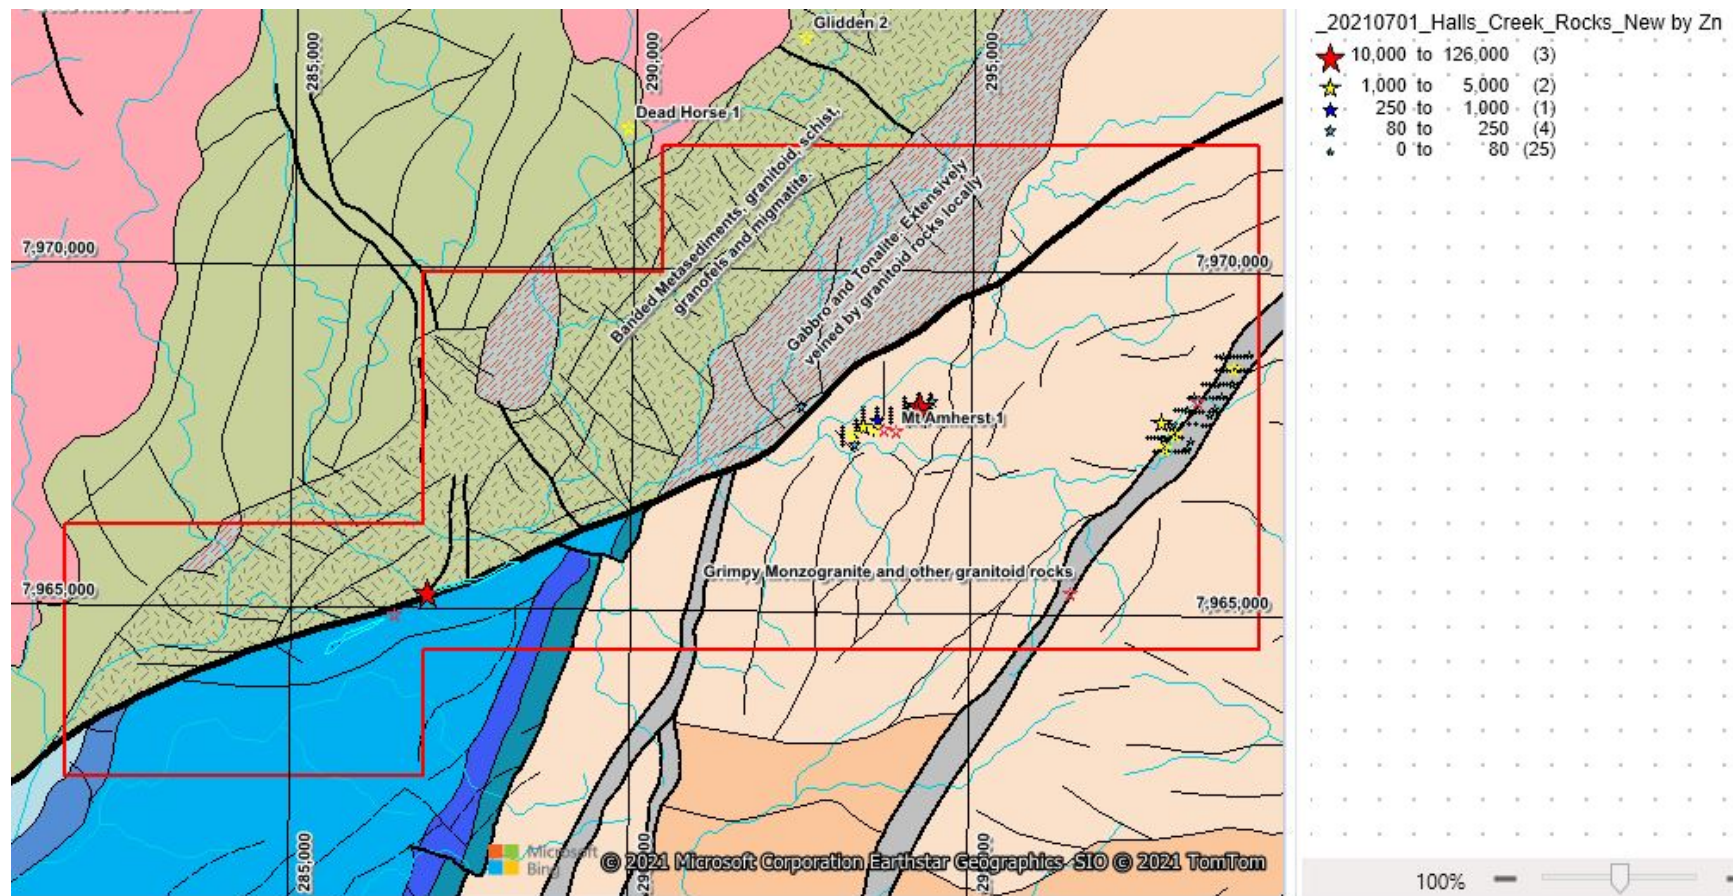 Glidden 2
285,000
290,000
295,000
Dead Horse 1
Banded Metasediments, granitoid, schist,
granofels and migmatite.
Gabbro and Tonalite. Extensively
veined by granitoid rocks locally
7,970,000
7,970,000
Mt Amherst 1
Grimpy Monzogranite and other granitoid rocks
7,965,000
7,965,000
285,000
Microsoft
Bing
© 2021 Microsoft Corporation Earthstar Geographics SIO © 2021 TomTom
_20210701_Halls_Creek_Rocks_New by Zn
10,000 to 126,000 (3)
1,000 to 5,000 (2)
250 to 1,000 (1)
80 to 250 (4)
0 to 80 (25)
100%